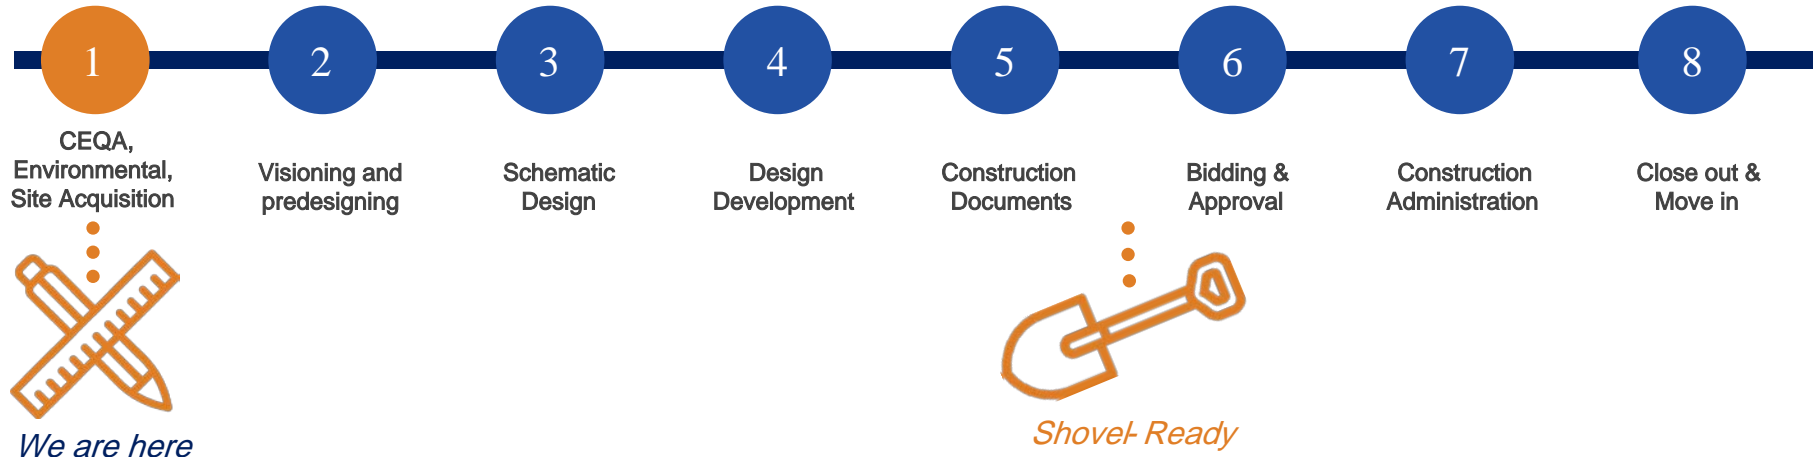 1
2
3
4
5
6
7
8
CEQA,
Environmental,
Site Acquisition
Visioning and
predesigning
Schematic
Design
Design
Development
Construction
Documents
Bidding &
Approval
Construction
Administration
Close out &
Move in
We are here
Shovel- Ready